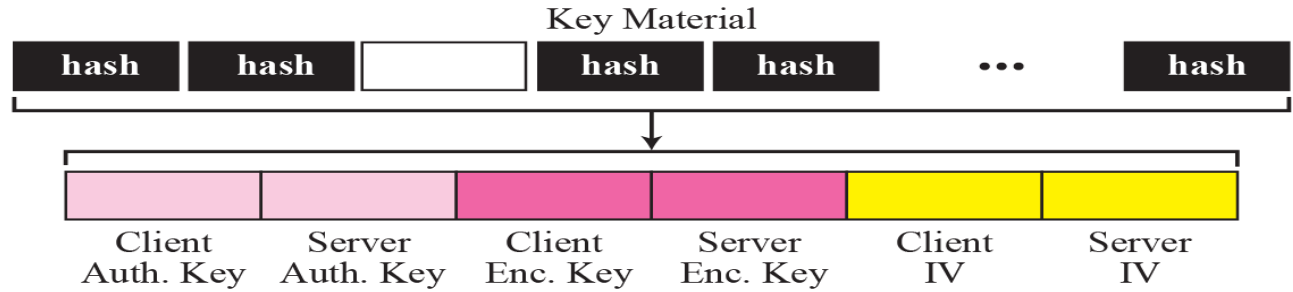 Key Material
hash hash hash hash ... hash
Client Server Client Server Client Server
Auth. Key Auth. Key Enc. Key Enc. Key IV IV